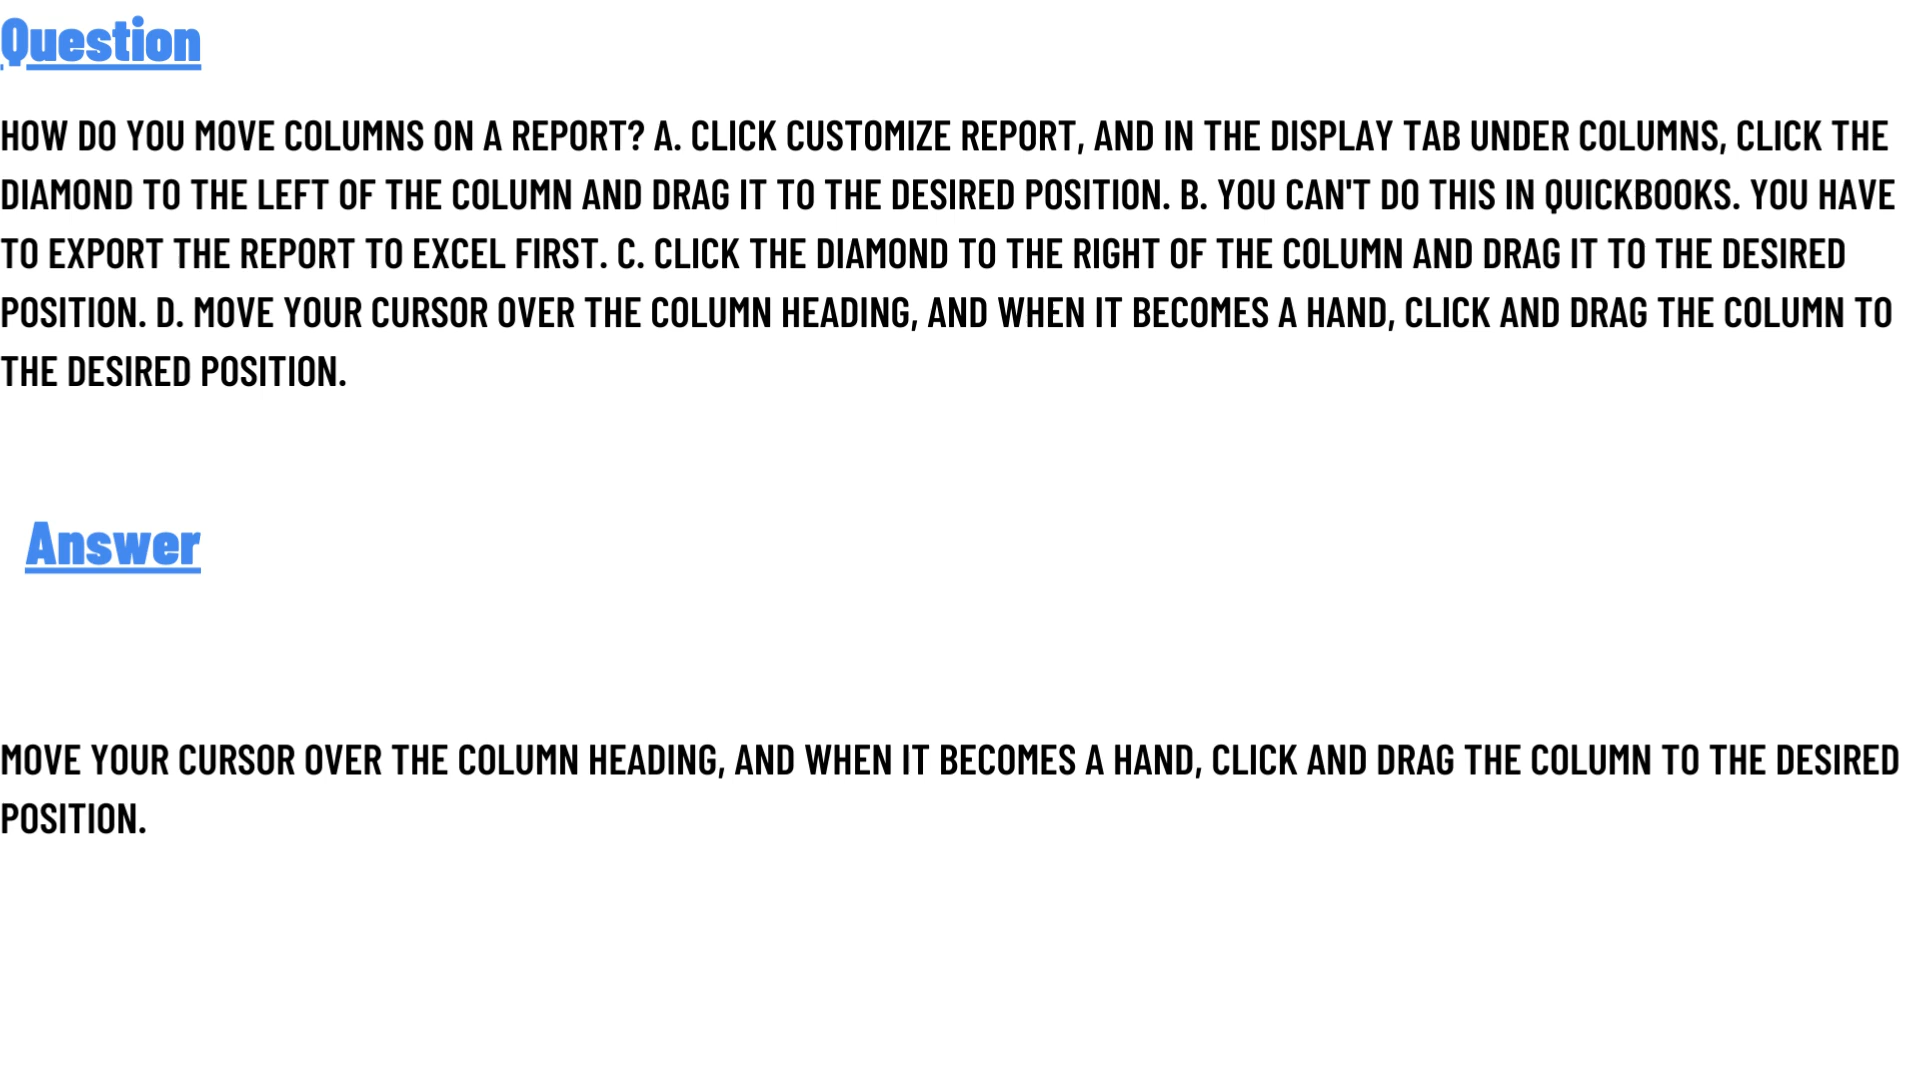 Question
HOW DO YOU MOVE COLUMNS ON A REPORT? A. CLICK CUSTOMIZE REPORT, AND IN THE DISPLAY TAB UNDER COLUMNS, CLICK THE
DIAMOND TO THE LEFT OF THE COLUMN AND DRAG IT TO THE DESIRED POSITION. B. YOU CAN'T DO THIS IN QUICKBOOKS. YOU HAVE
TO EXPORT THE REPORT TO EXCEL FIRST. C. CLICK THE DIAMOND TO THE RIGHT OF THE COLUMN AND DRAG IT TO THE DESIRED
POSITION. D. MOVE YOUR CURSOR OVER THE COLUMN HEADING, AND WHEN IT BECOMES A HAND, CLICK AND DRAG THE COLUMN TO
THE DESIRED POSITION.
Answer
MOVE YOUR CURSOR OVER THE COLUMN HEADING, AND WHEN IT BECOMES A HAND, CLICK AND DRAG THE COLUMN TO THE DESIRED
POSITION.